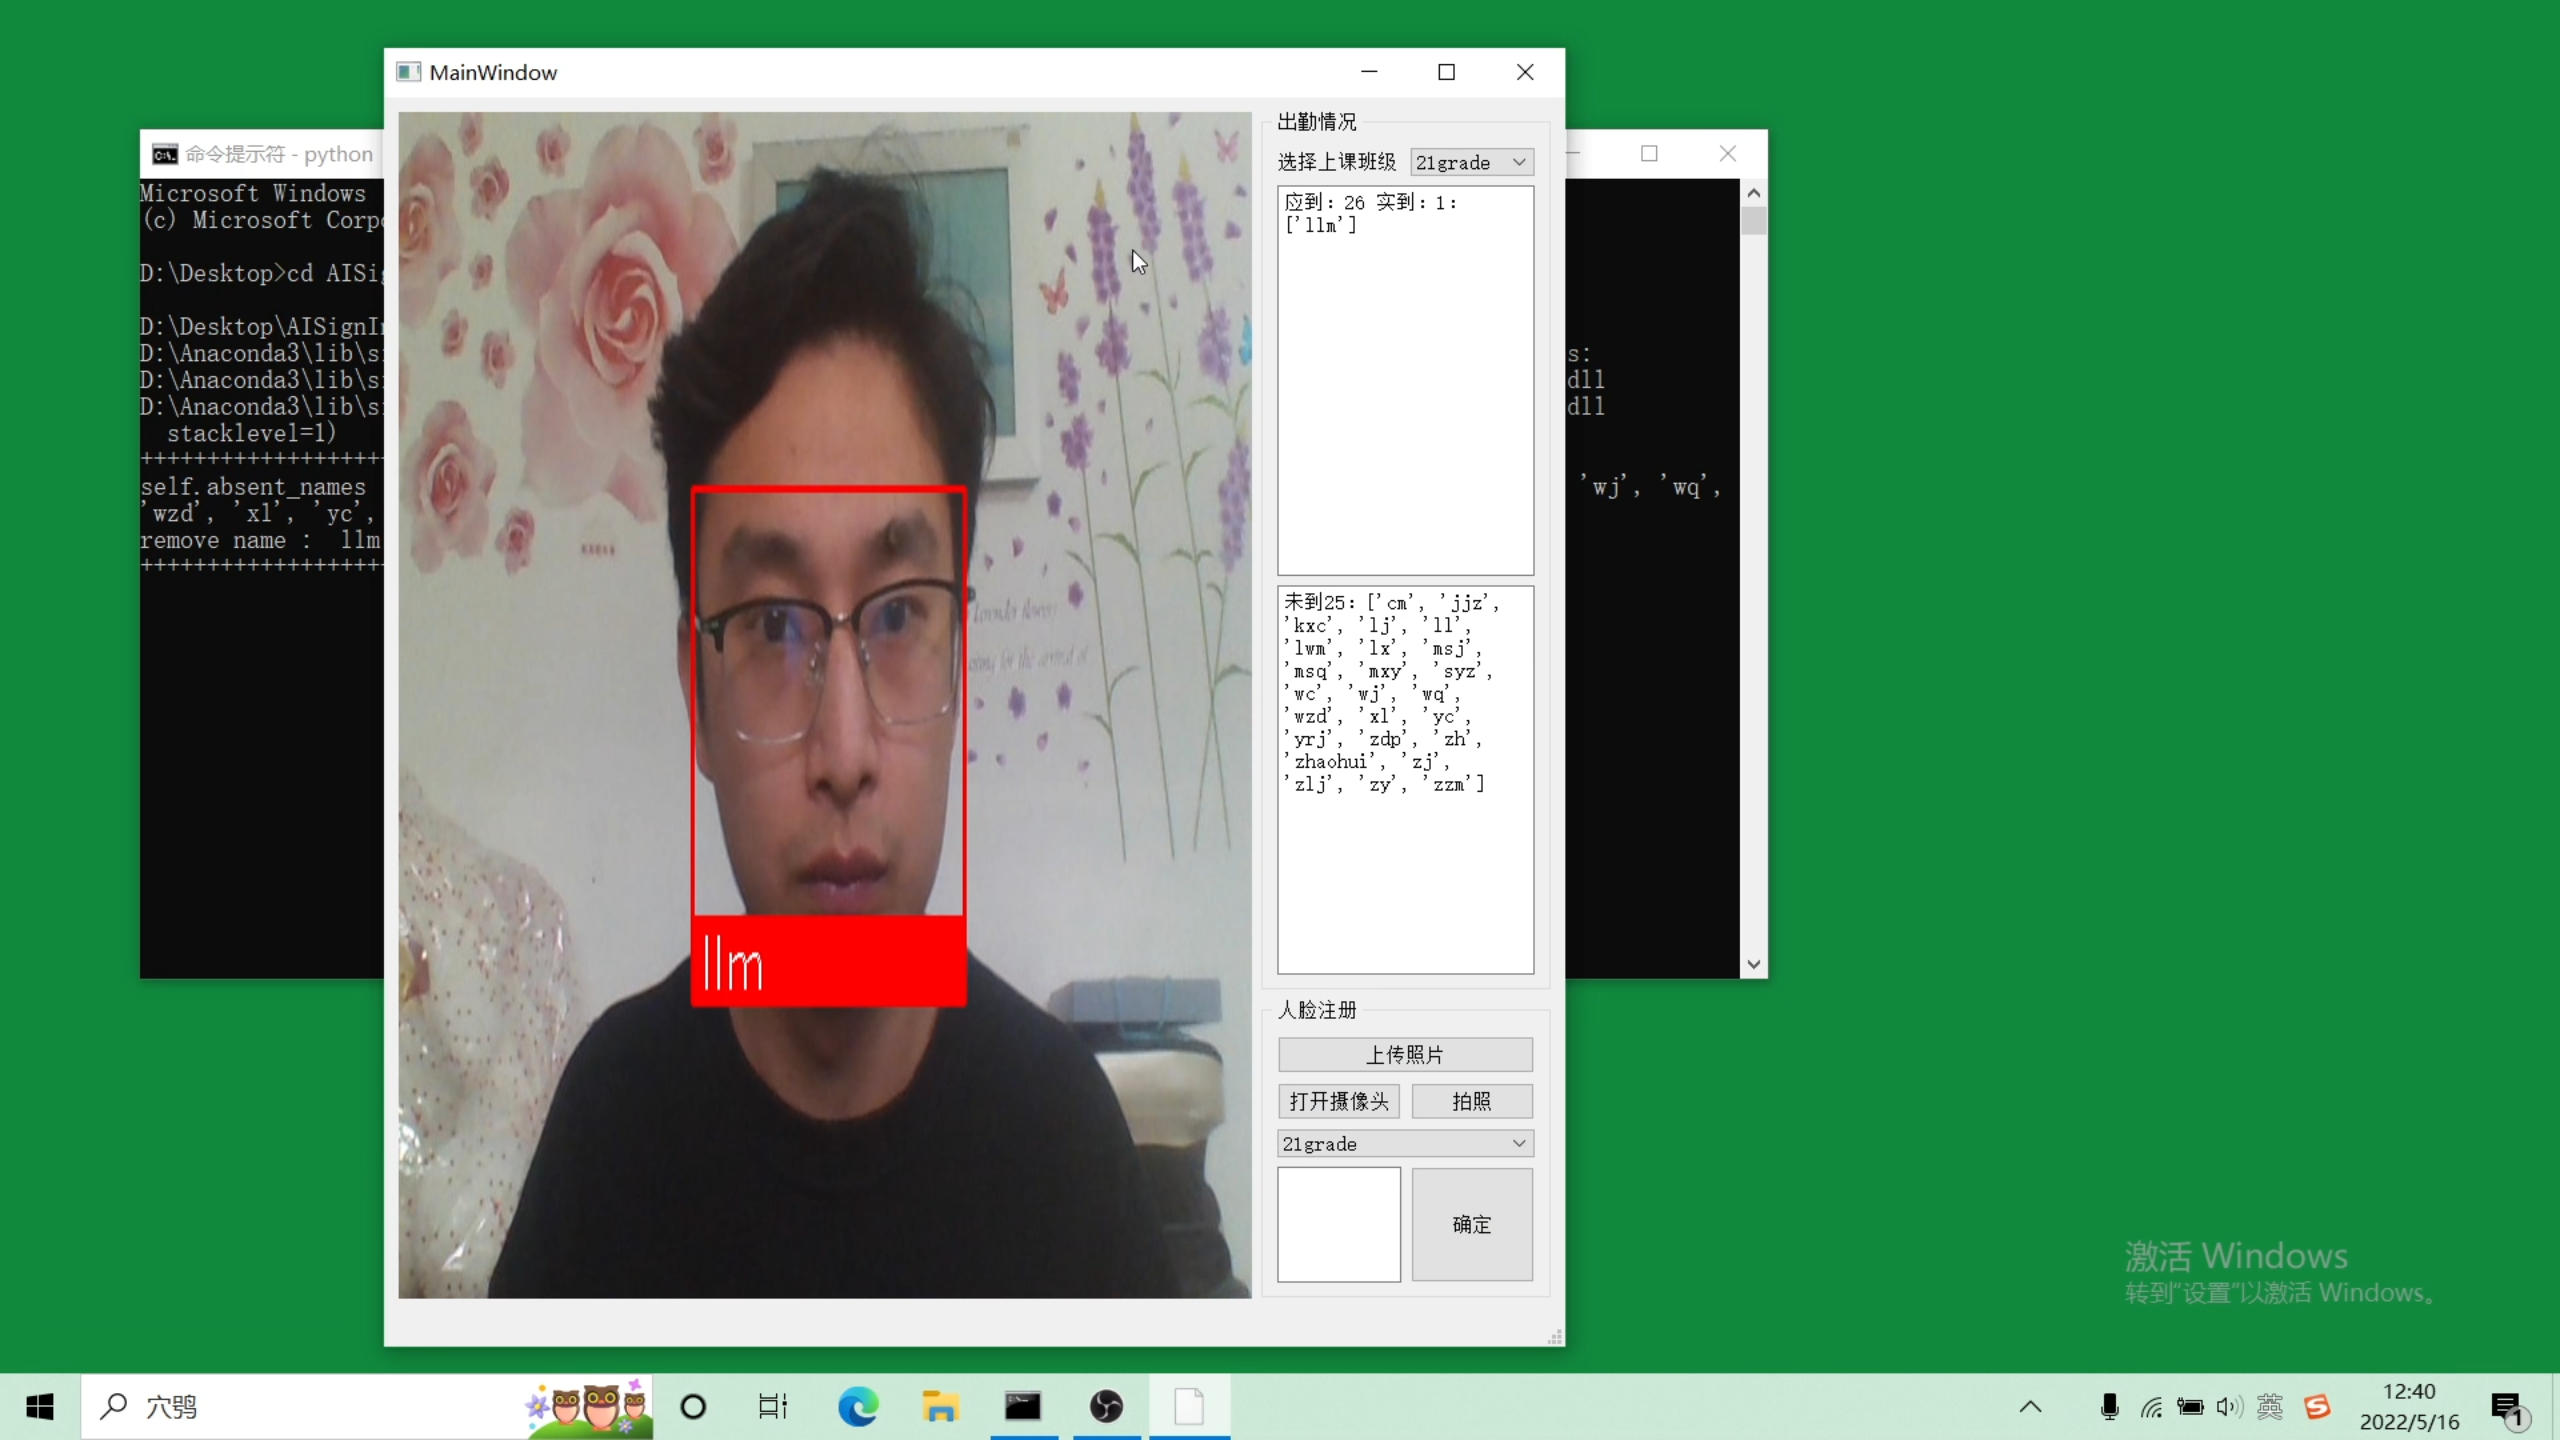 MainWindow
命令提示符 - python
Microsoft Windows
(c) Microsoft Corp
D:\Desktop>cd AISi
D:\Desktop\AISignI
D:\Anaconda3\lib\s
D:\Anaconda3\lib\s
D:\Anaconda3\lib\s
stacklevel=1)
++++++++++++++++++
self.absent_names
'wzd', 'xl', 'yc',
remove name :  llm
++++++++++++++++++
s:
dll
dll
'wj', 'wq',
llm
出勤情况
选择上课班级 21grade
应到：26 实到：1：
['llm']
未到25：['cm', 'jjz',
'kxc', 'lj', 'll',
'lwm', 'lx', 'msj',
'msq', 'mxy', 'syz',
'wc', 'wj', 'wq',
'wzd', 'xl', 'yc',
'yrj', 'zdp', 'zh',
'zhaohui', 'zj',
'zlj', 'zy', 'zzm']
人脸注册
上传照片
打开摄像头 拍照
21grade
确定
激活 Windows
转到"设置"以激活 Windows。
穴鸮
英
12:40
2022/5/16
1